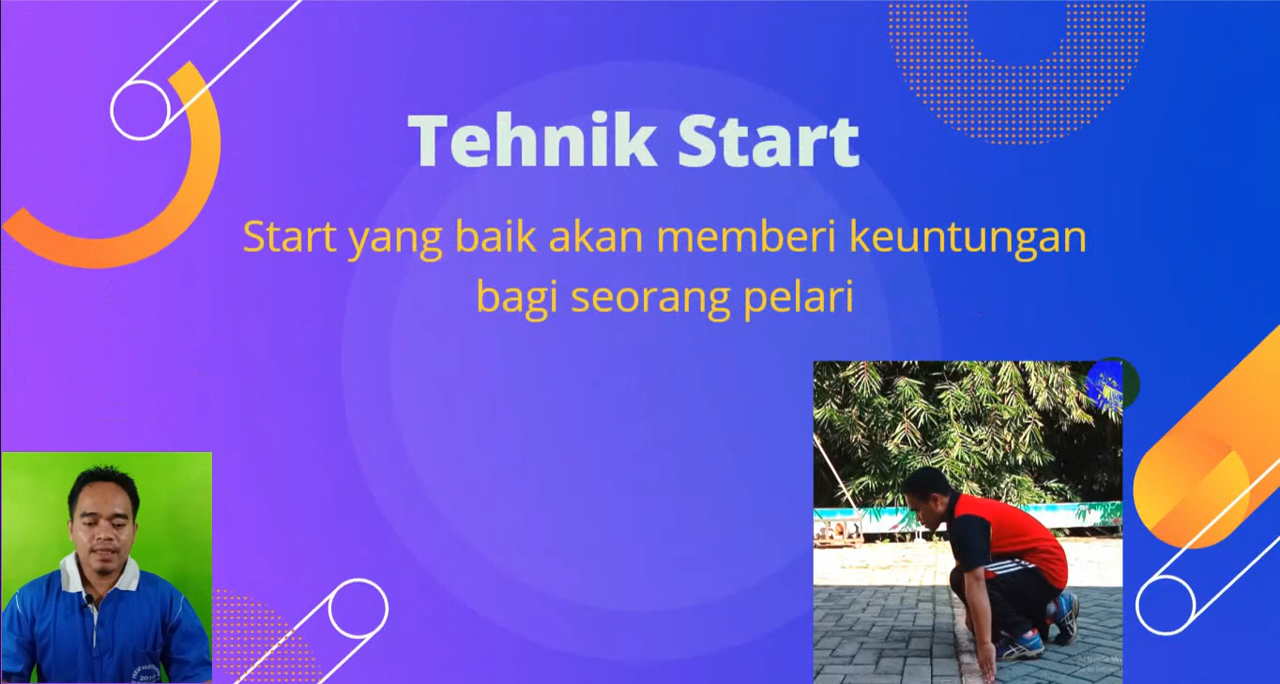 Tehnik Start
Start yang baik akan memberi keuntungan
bagi seorang pelari